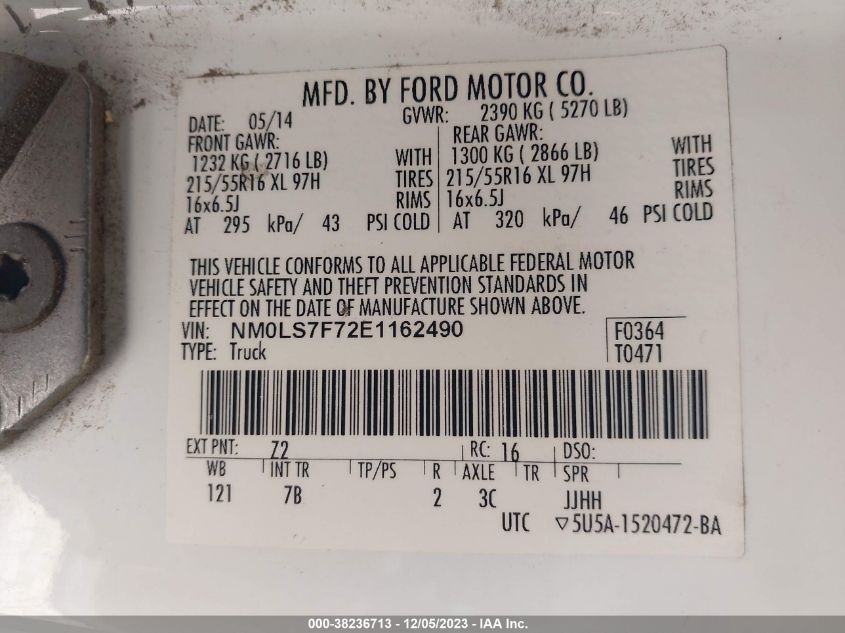 MFD. BY FORD MOTOR CO.
DATE: 05/14 GVWR: 2390 KG ( 5270 LB)
FRONT GAWR: REAR GAWR:
1232 KG ( 2716 LB) WITH 1300 KG ( 2866 LB) WITH
215/55R16 XL 97H TIRES 215/55R16 XL 97H TIRES
16x6.5J RIMS 16x6.5J RIMS
AT 295 kPa/ 43 PSI COLD AT 320 kPa/ 46 PSI COLD
THIS VEHICLE CONFORMS TO ALL APPLICABLE FEDERAL MOTOR
VEHICLE SAFETY AND THEFT PREVENTION STANDARDS IN
EFFECT ON THE DATE OF MANUFACTURE SHOWN ABOVE.
VIN: NM0LS7F72E1162490 F0364
TYPE: Truck T0471
EXT PNT: Z2 RC: 16 DSO:
WB INT TR TP/PS R AXLE TR SPR
121 7B 2 3C JJHH
UTC ▽5U5A-1520472-BA
000-38236713 - 12/05/2023 - IAA Inc.